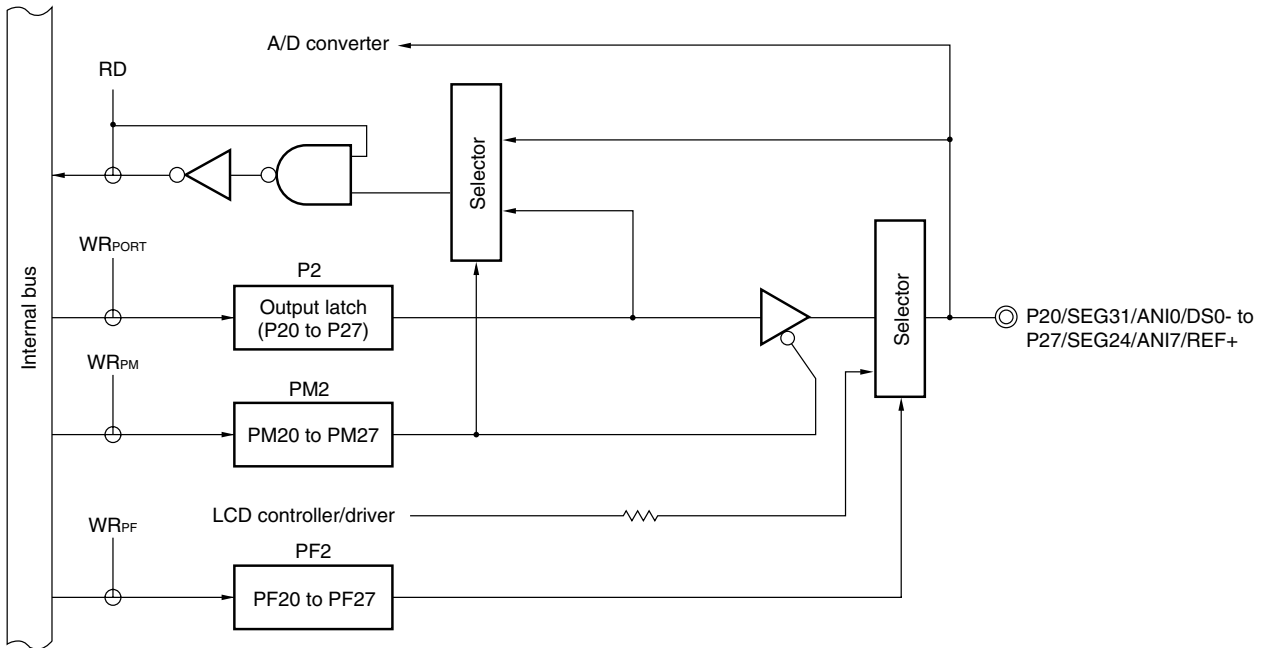 A/D converter
RD
Selector
WRPORT
P2
Output latch
(P20 to P27)
Internal bus
Selector
P20/SEG31/ANI0/DS0- to
P27/SEG24/ANI7/REF+
WRPM
PM2
PM20 to PM27
LCD controller/driver
WRPF
PF2
PF20 to PF27